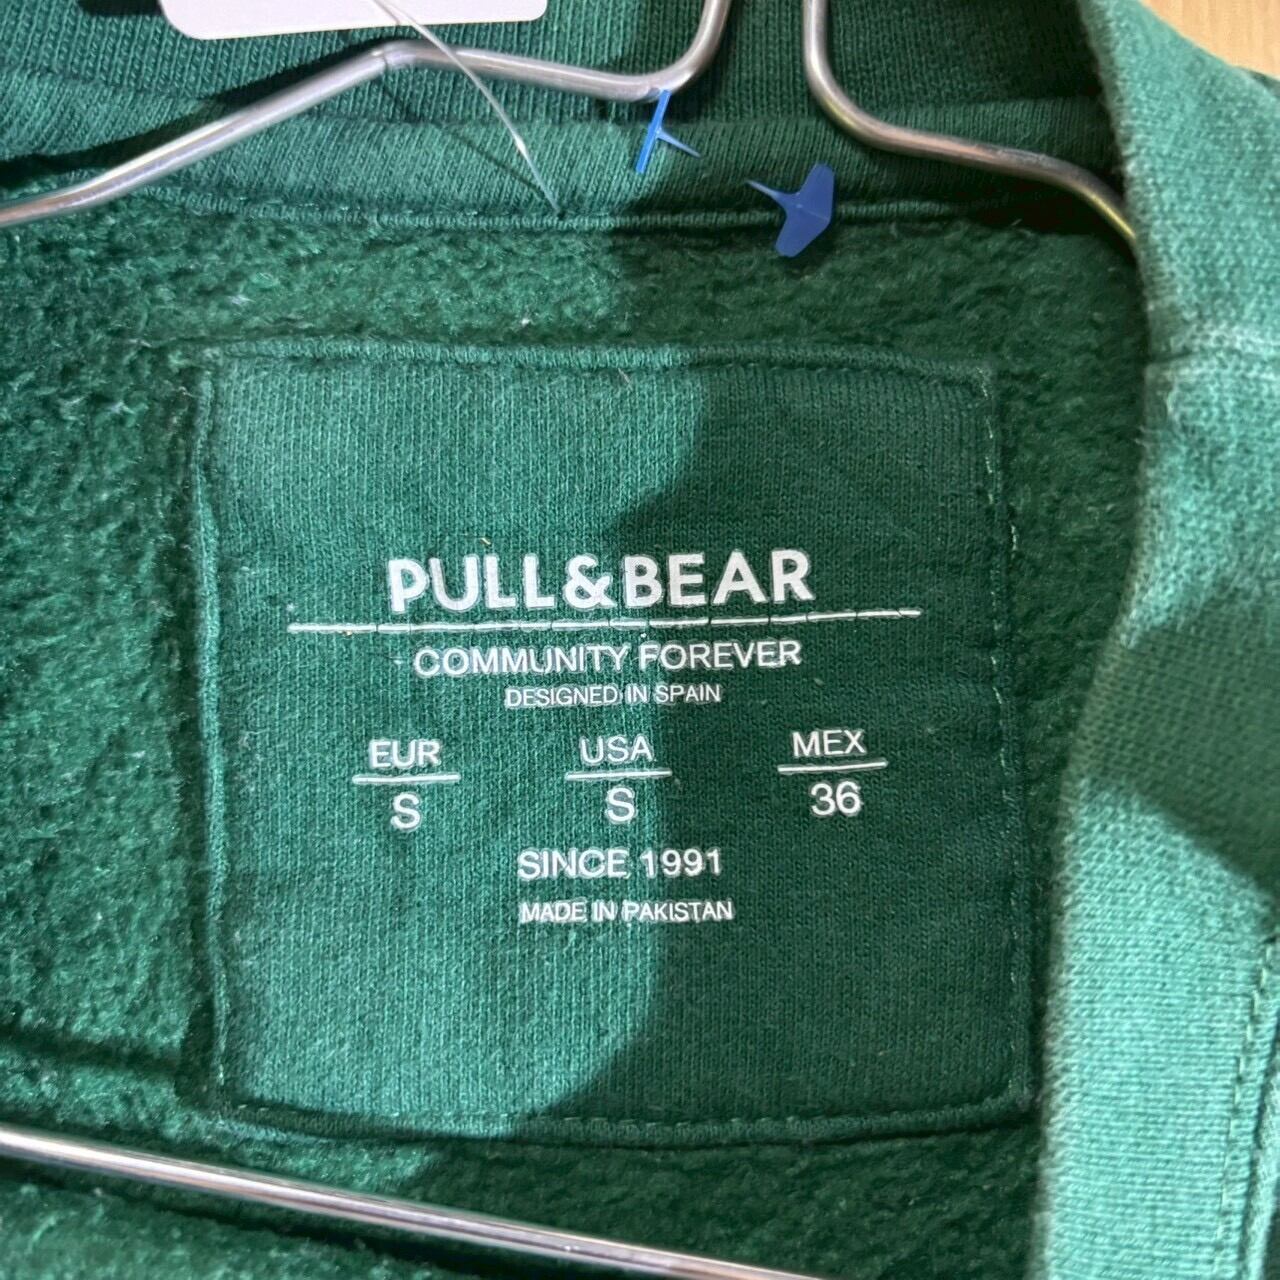 PULL&BEAR
COMMUNITY FOREVER
DESIGNED IN SPAIN
EUR USA MEX
S S 36
SINCE 1991
MADE IN PAKISTAN